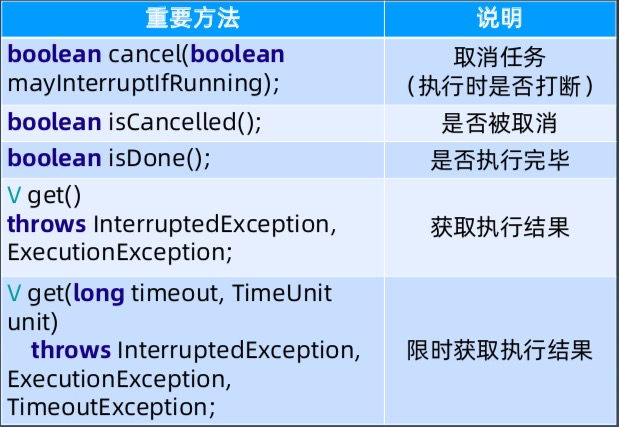 重要方法 说明
boolean cancel(boolean
mayInterruptIfRunning);
取消任务
（执行时是否打断）
boolean isCancelled(); 是否被取消
boolean isDone(); 是否执行完毕
V get()
throws InterruptedException,
ExecutionException;
获取执行结果
V get(long timeout, TimeUnit
unit)
throws InterruptedException,
ExecutionException,
TimeoutException;
限时获取执行结果